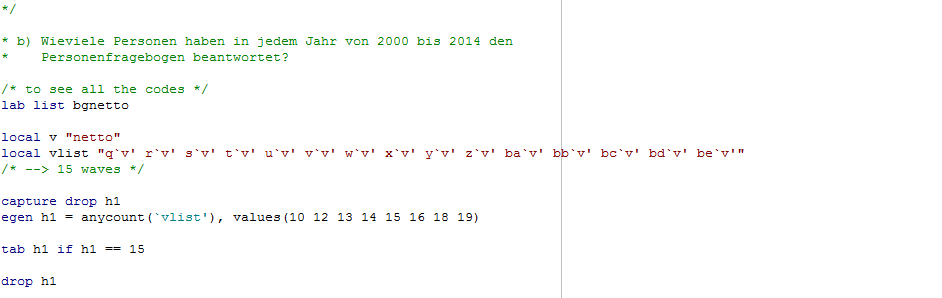 */
* b) Wieviele Personen haben in jedem Jahr von 2000 bis 2014 den
*    Personenfragebogen beantwortet?
/* to see all the codes */
lab list bgnetto
local v "netto"
local vlist "q`v' r`v' s`v' t`v' u`v' v`v' w`v' x`v' y`v' z`v' ba`v' bb`v' bc`v' bd`v' be`v'"
/* --> 15 waves */
capture drop h1
egen h1 = anycount(`vlist'), values(10 12 13 14 15 16 18 19)
tab h1 if h1 == 15
drop h1